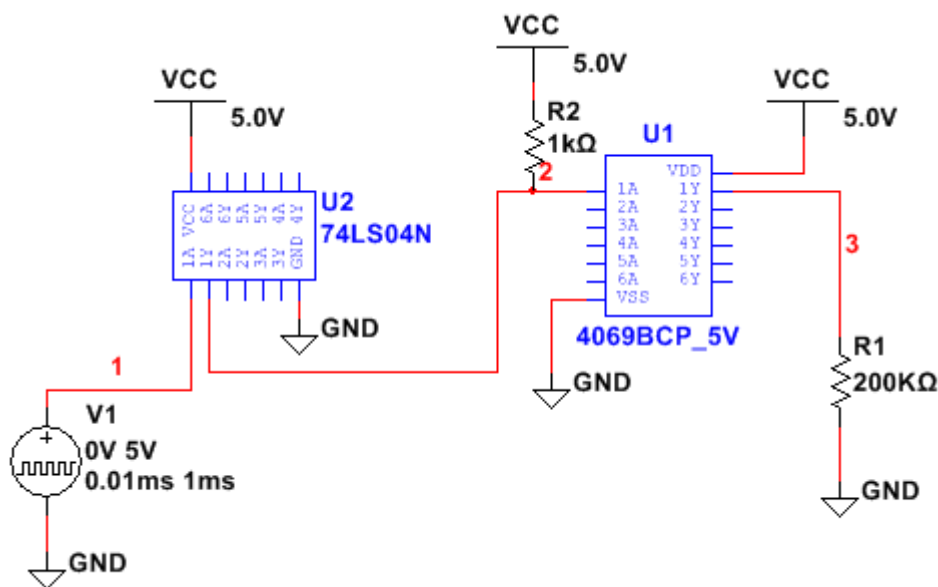 VCC
5.0V
VCC
5.0V
VCC
5.0V
R2
1kΩ
2
U1
VDD
1A
1Y
2A
2Y
3A
3Y
4A
4Y
5A
5Y
6A
6Y
VSS
4069BCP_5V
GND
U2
74LS04N
VCC
6A
6Y
5A
5Y
4A
4Y
1A
1Y
2A
2Y
3A
3Y
GND
GND
1
V1
0V 5V
0.01ms 1ms
GND
3
R1
200KΩ
GND